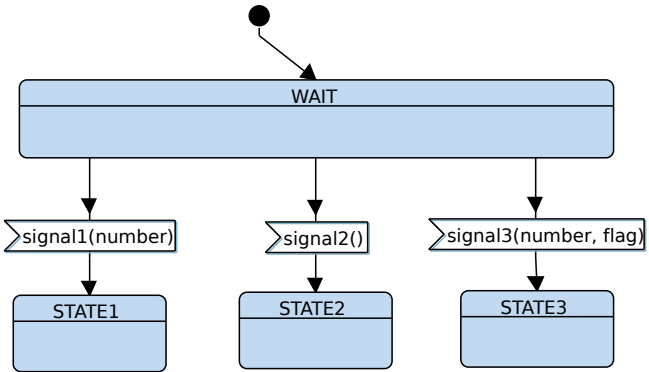 WAIT
signal1(number)
signal2()
signal3(number, flag)
STATE1
STATE2
STATE3